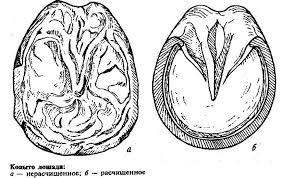 а
б
Копыто лошади:
а — нерасчищенное; б — расчищенное